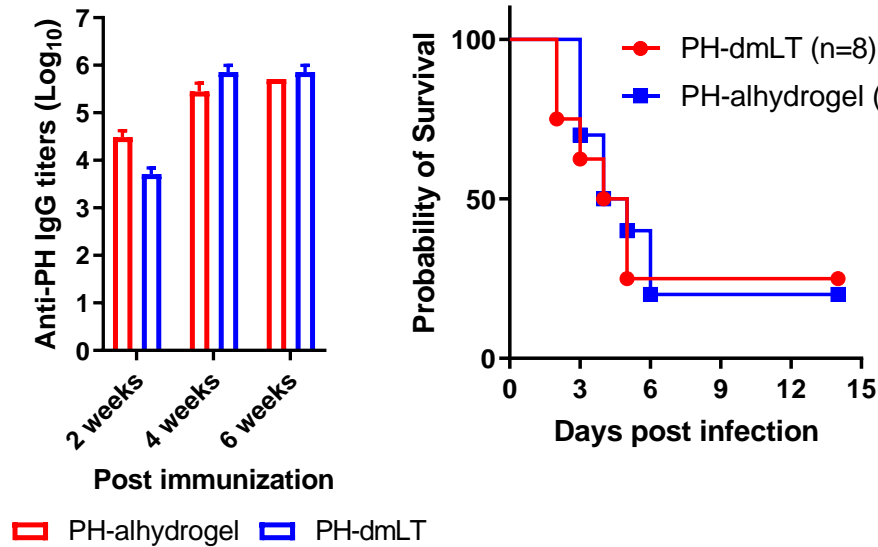 Anti-PH IgG titers (Log10)
7
6
5
4
3
2
1
0
2 weeks
4 weeks
6 weeks
Post immunization
PH-alhydrogel
PH-dmLT
Probability of Survival
100
50
0
0
3
6
9
12
15
Days post infection
PH-dmLT (n=8)
PH-alhydrogel (